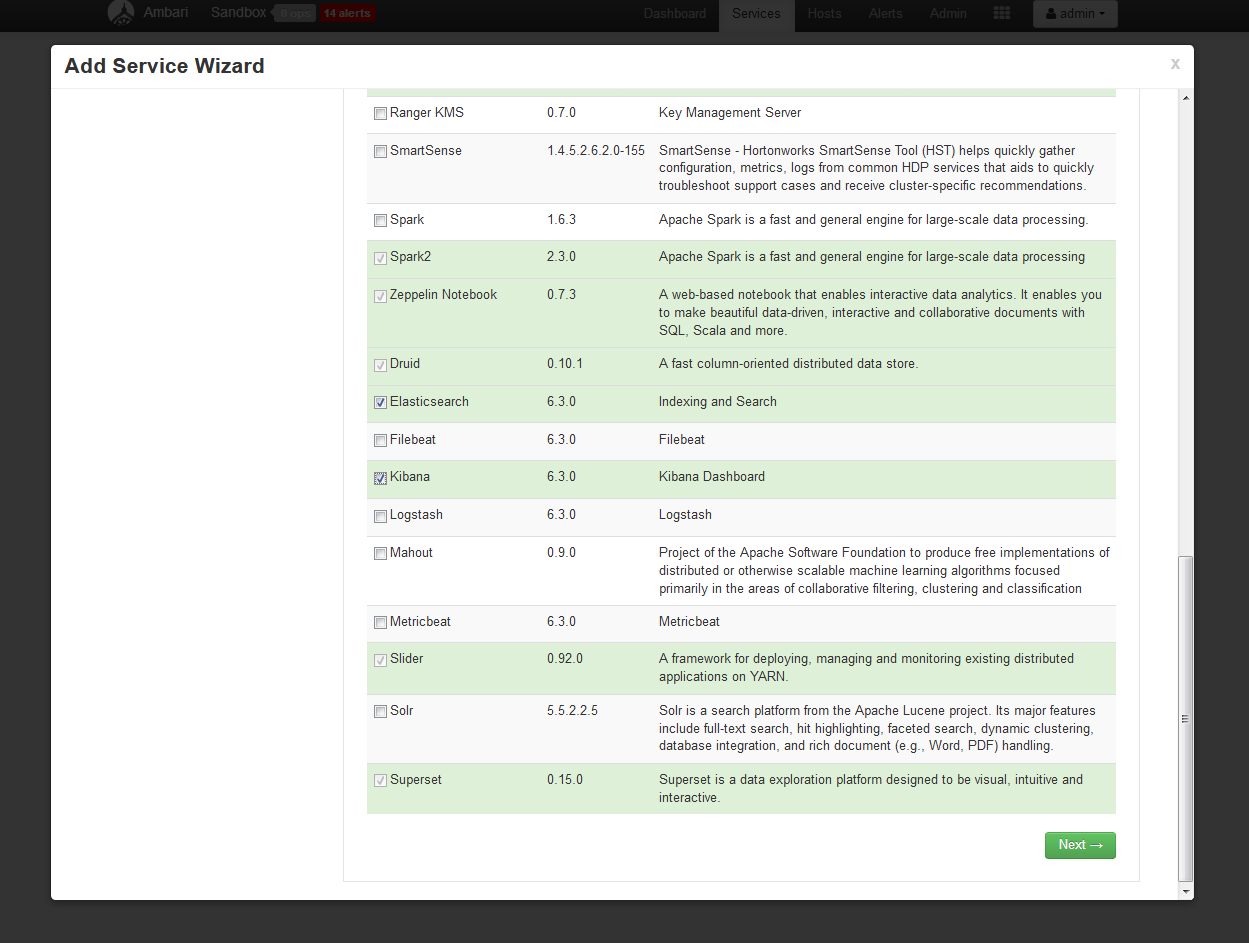 Ambari Sandbox 0 ops 14 alerts Dashboard Services Hosts Alerts Admin admin
Add Service Wizard x
Ranger KMS 0.7.0 Key Management Server
SmartSense 1.4.5.2.6.2.0-155 SmartSense - Hortonworks SmartSense Tool (HST) helps quickly gather
configuration, metrics, logs from common HDP services that aids to quickly
troubleshoot support cases and receive cluster-specific recommendations.
Spark 1.6.3 Apache Spark is a fast and general engine for large-scale data processing.
Spark2 2.3.0 Apache Spark is a fast and general engine for large-scale data processing
Zeppelin Notebook 0.7.3 A web-based notebook that enables interactive data analytics. It enables you
to make beautiful data-driven, interactive and collaborative documents with
SQL, Scala and more.
Druid 0.10.1 A fast column-oriented distributed data store.
Elasticsearch 6.3.0 Indexing and Search
Filebeat 6.3.0 Filebeat
Kibana 6.3.0 Kibana Dashboard
Logstash 6.3.0 Logstash
Mahout 0.9.0 Project of the Apache Software Foundation to produce free implementations of
distributed or otherwise scalable machine learning algorithms focused
primarily in the areas of collaborative filtering, clustering and classification
Metricbeat 6.3.0 Metricbeat
Slider 0.92.0 A framework for deploying, managing and monitoring existing distributed
applications on YARN.
Solr 5.5.2.2.5 Solr is a search platform from the Apache Lucene project. Its major features
include full-text search, hit highlighting, faceted search, dynamic clustering,
database integration, and rich document (e.g., Word, PDF) handling.
Superset 0.15.0 Superset is a data exploration platform designed to be visual, intuitive and
interactive.
Next →